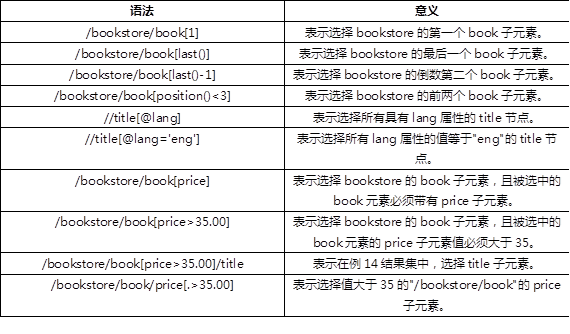 语法 意义
/bookstore/book[1] 表示选择 bookstore 的第一个 book 子元素。
/bookstore/book[last()] 表示选择 bookstore 的最后一个 book 子元素。
/bookstore/book[last()-1] 表示选择 bookstore 的倒数第二个 book 子元素。
/bookstore/book[position()<3] 表示选择 bookstore 的前两个 book 子元素。
//title[@lang] 表示选择所有具有 lang 属性的 title 节点。
//title[@lang='eng'] 表示选择所有 lang 属性的值等于"eng"的 title 节
点。
/bookstore/book[price] 表示选择 bookstore 的 book 子元素，且被选中的
book 元素必须带有 price 子元素。
/bookstore/book[price>35.00] 表示选择 bookstore 的 book 子元素，且被选中的
book 元素的 price 子元素值必须大于 35。
/bookstore/book[price>35.00]/title 表示在例 14 结果集中，选择 title 子元素。
/bookstore/book/price[.>35.00] 表示选择值大于 35 的"/bookstore/book"的 price
子元素。